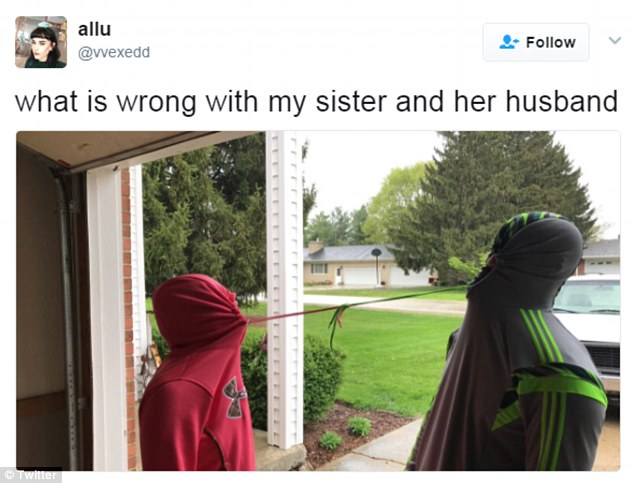 allu
@vvexedd
Follow
what is wrong with my sister and her husband
© Twitter